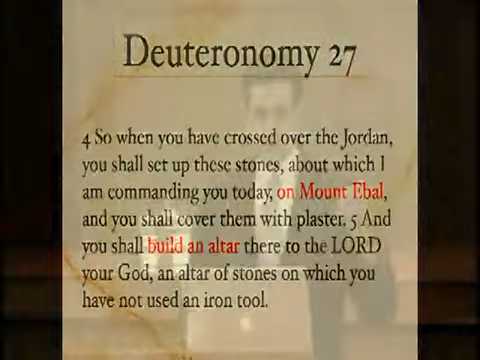 Deuteronomy 27
4 So when you have crossed over the Jordan,
you shall set up these stones, about which I
am commanding you today, on Mount Ebal,
and you shall cover them with plaster. 5 And
you shall build an altar there to the LORD
your God, an altar of stones on which you
have not used an iron tool.